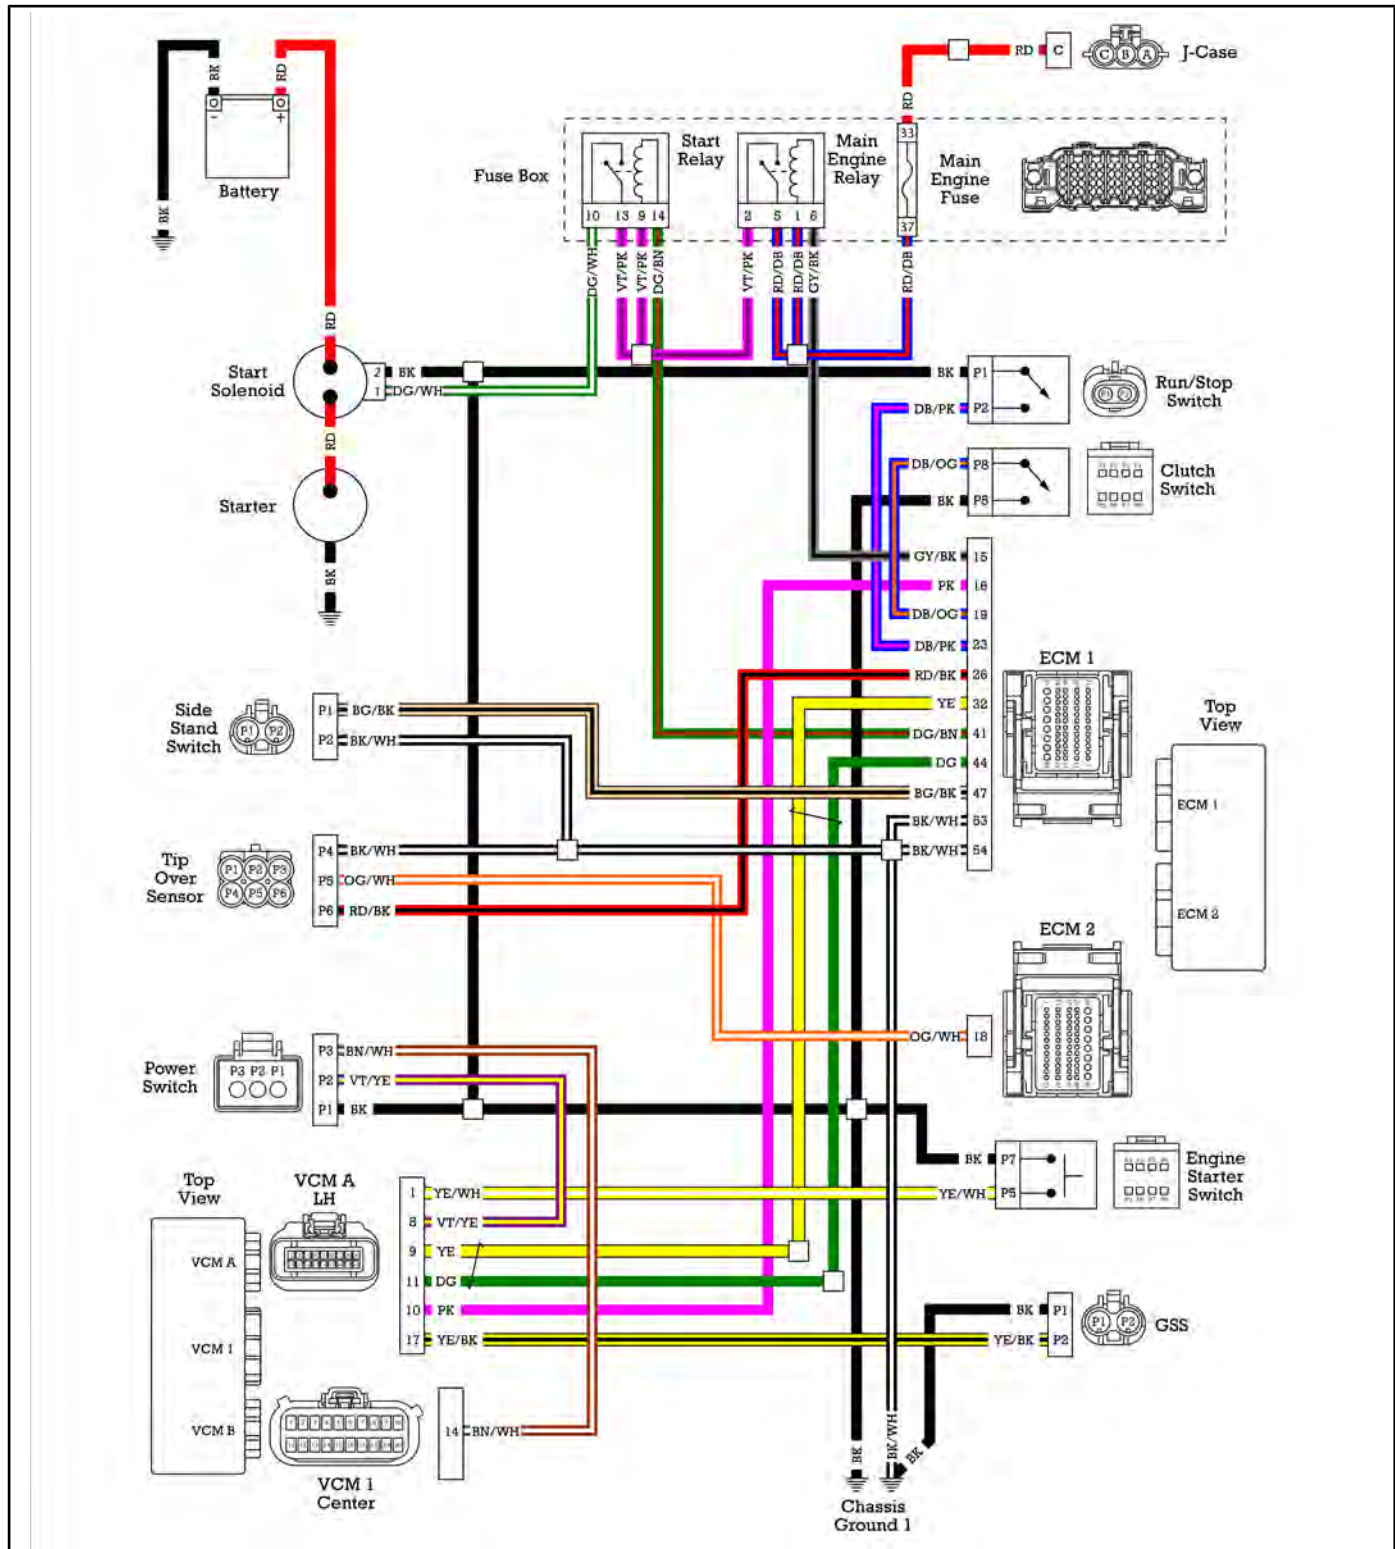 RD
C
C B A
J-Case
BK
RD
-
+
Battery
BK
RD
33
Fuse Box
Start
Relay
Main
Engine
Relay
Main
Engine
Fuse
10
13
9
14
2
5
1
6
37
DG/WH
VT/PK
VT/PK
DG/BN
VT/PK
RD/DB
RD/DB
GY/BK
RD/DB
RD
Start
Solenoid
2
BK
1
DG/WH
BK
P1
DB/PK
P2
Run/Stop
Switch
RD
DB/OG
P8
BK
Clutch
Switch
Starter
BK
GY/BK
15
PK
16
DB/OG
19
DB/PK
23
RD/BK
26
YE
32
DG/BN
41
DG
44
BG/BK
47
BK/WH
53
BK/WH
54
ECM 1
Top
View
ECM 1
ECM 2
Side
Stand
Switch
P1 P2
P1
BG/BK
P2
BK/WH
Tip
Over
Sensor
P1 P2 P3
P4 P5 P6
P4
BK/WH
P5
OG/WH
P6
RD/BK
ECM 2
OG/WH
18
Power
Switch
P3 P2 P1
P3
BN/WH
P2
VT/YE
P1
BK
BK
P7
YE/WH
P5
Engine
Starter
Switch
Top
View
VCM A
LH
VCM A
VCM 1
VCM B
1
YE/WH
8
VT/YE
9
YE
11
DG
10
PK
17
YE/BK
BK
P1
YE/BK
P2
P1 P2
GSS
14
BN/WH
VCM 1
Center
BK
BK/WH
BK
Chassis
Ground 1